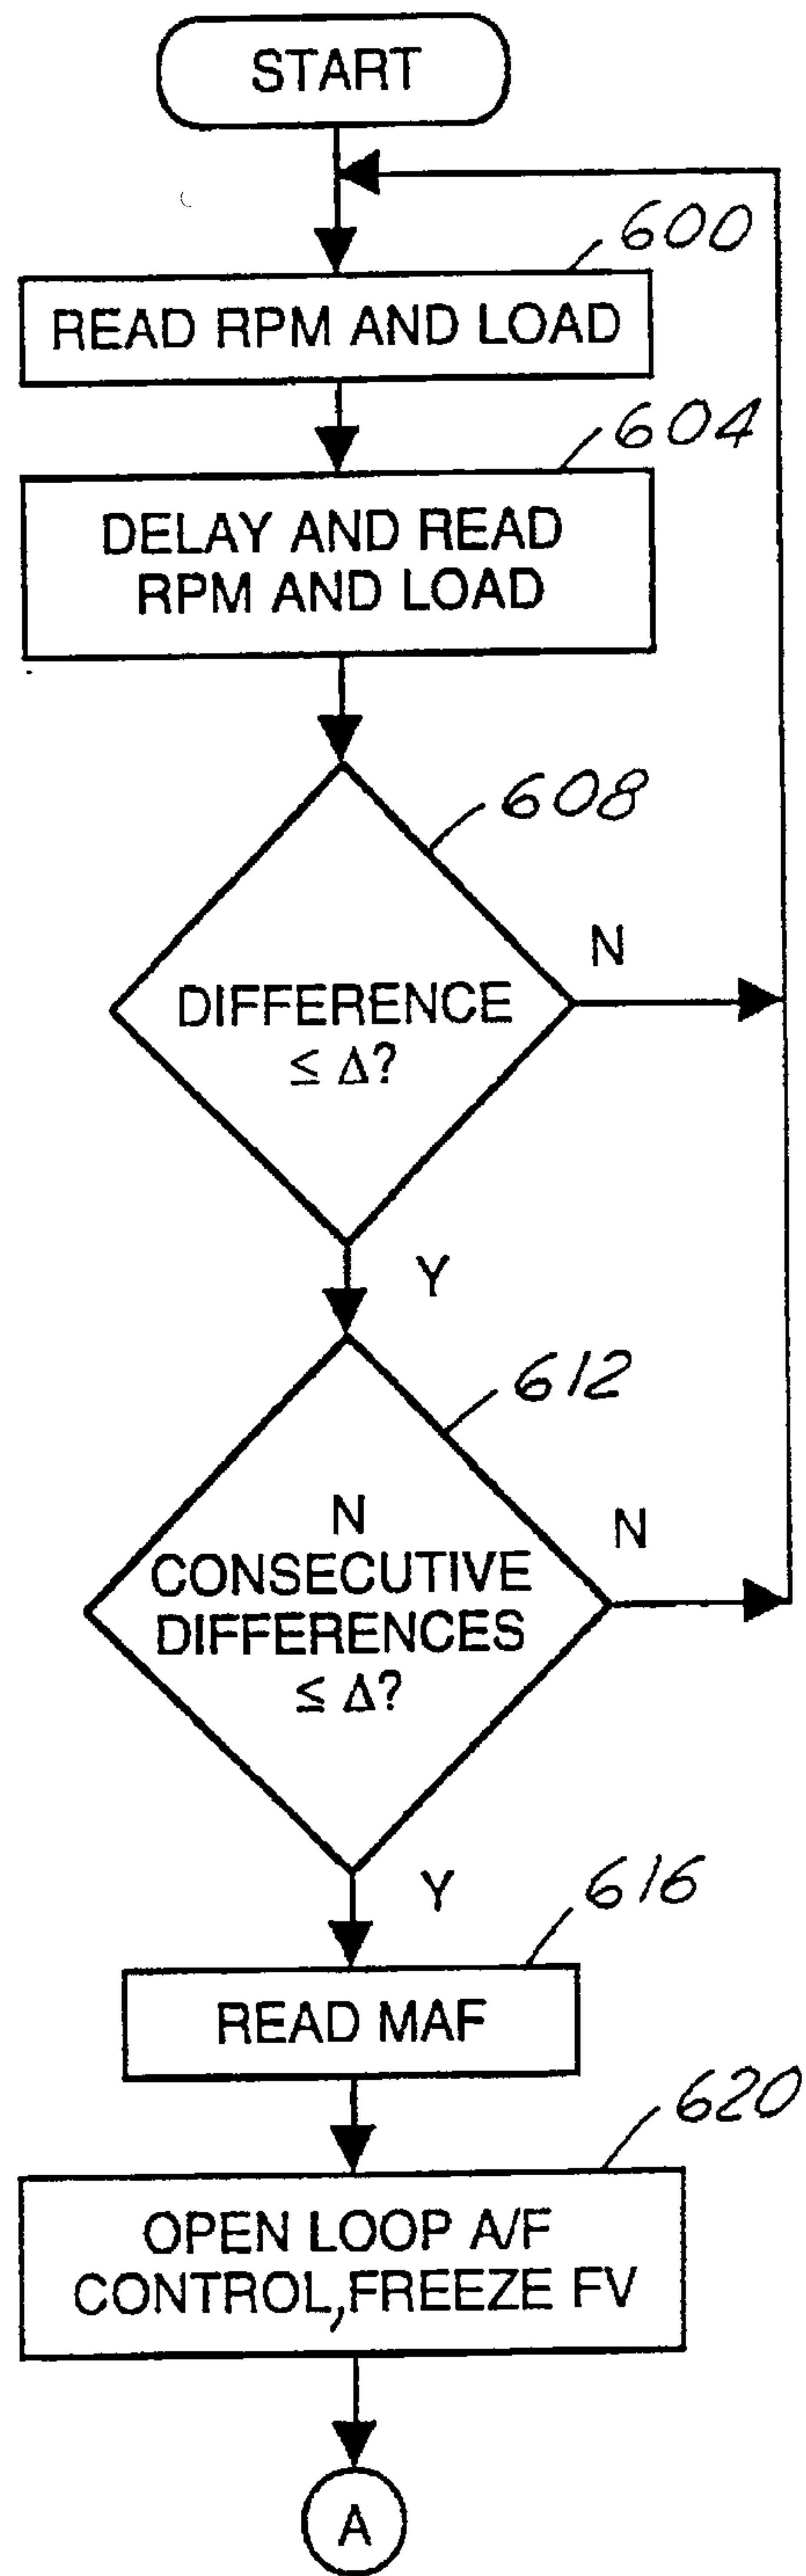 START
600
READ RPM AND LOAD
604
DELAY AND READ
RPM AND LOAD
608
DIFFERENCE
≤ Δ?
N
Y
612
N
CONSECUTIVE
DIFFERENCES
≤ Δ?
N
Y
616
READ MAF
620
OPEN LOOP A/F
CONTROL,FREEZE FV
A